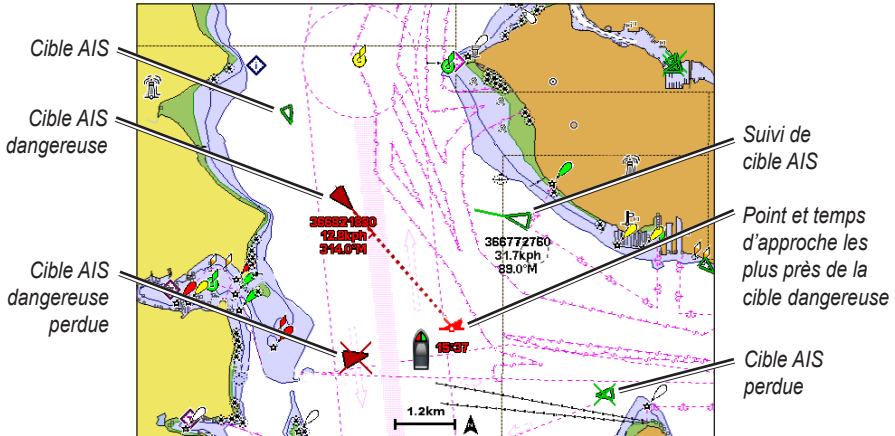 Cible AIS
Cible AIS
dangereuse
Cible AIS
dangereuse
perdue
366772760
31.7kph
89.0°M
12.8kph
314.0°M
15:37
1.2km
N
Suivi de
cible AIS
Point et temps
d'approche les
plus près de la
cible dangereuse
Cible AIS
perdue